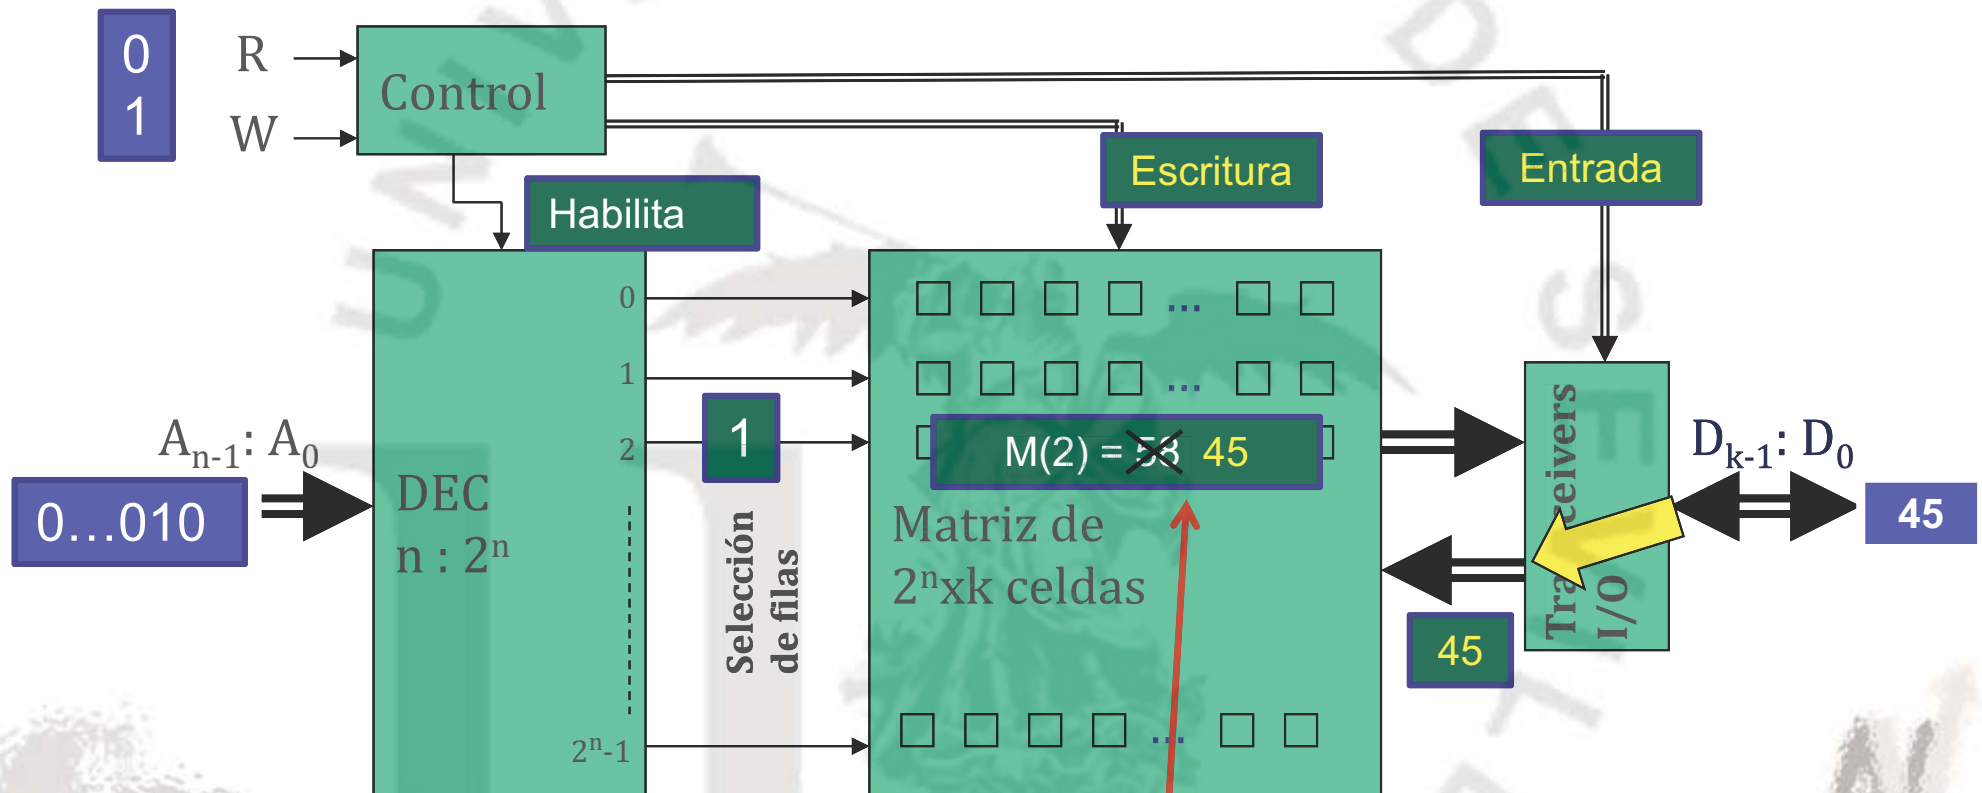 0
1
R
W
Control
Escritura
Entrada
Habilita
0
1
2
2ⁿ-1
Aₙ₋₁: A₀
0...010
DEC
n : 2ⁿ
1
Selección
de filas
...
...
M(2) = 58 45
Matriz de
2ⁿxk celdas
...
Transceivers
I/O
45
Dₖ₋₁: D₀
45